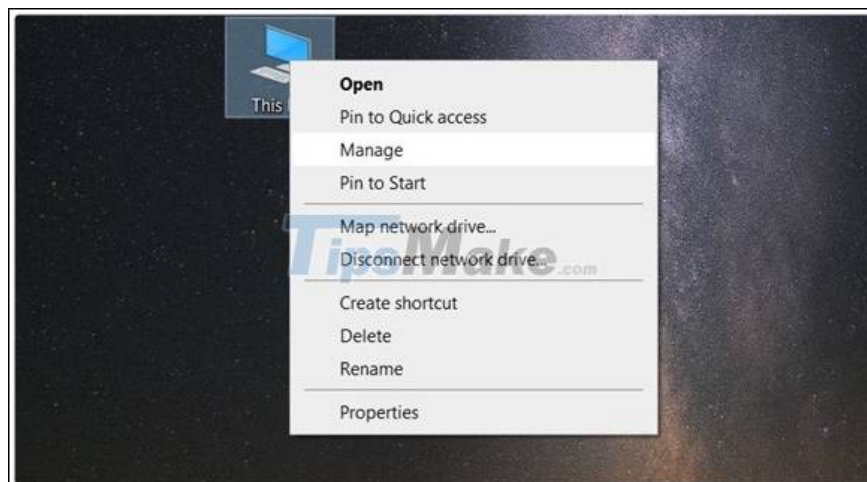 This
Open
Pin to Quick access
Manage
Pin to Start
Map network drive...
Disconnect network drive...
TipsMake.com
Create shortcut
Delete
Rename
Properties